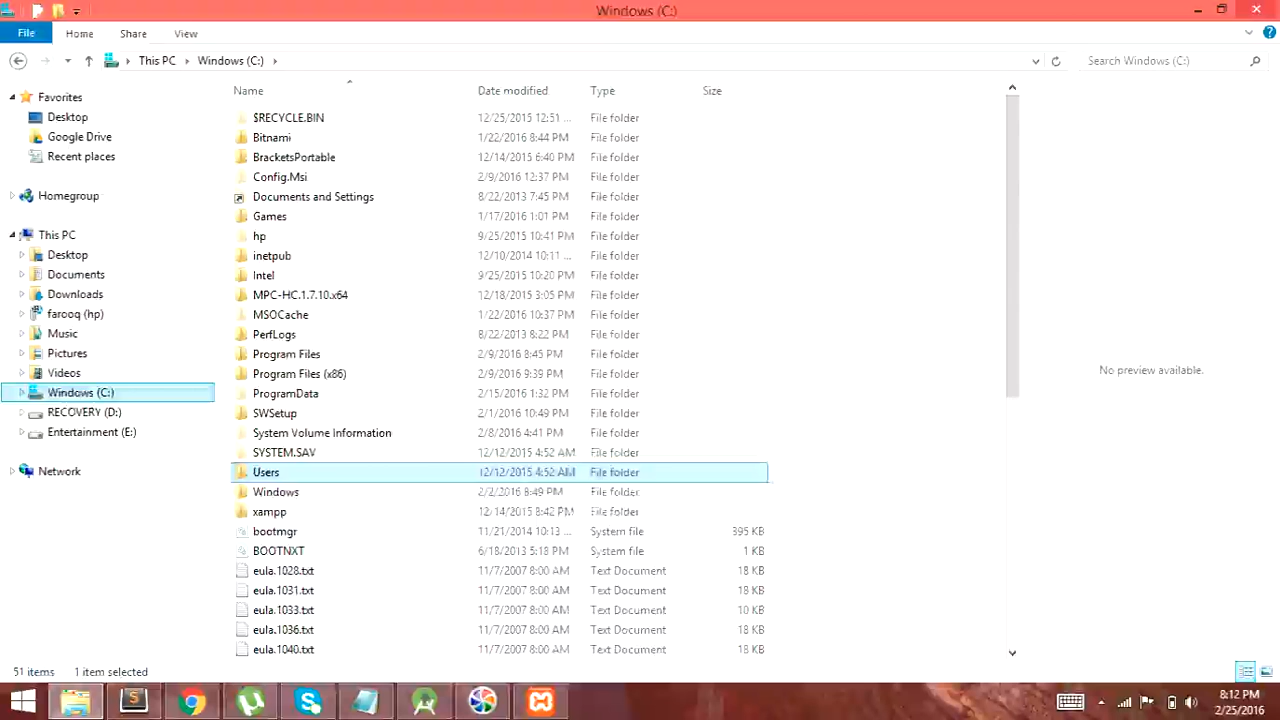 Windows (C:)
File Home Share View
This PC Windows (C:) Search Windows (C:)
Name Date modified Type Size
Favorites
Desktop
Google Drive
Recent places
Homegroup
This PC
Desktop
Documents
Downloads
farooq (hp)
Music
Pictures
Videos
Windows (C:)
RECOVERY (D:)
Entertainment (E:)
Network
$RECYCLE.BIN 12/25/2015 12:51 ... File folder
Bitnami 1/22/2016 8:44 PM File folder
BracketsPortable 12/14/2015 6:40 PM File folder
Config.Msi 2/9/2016 12:37 PM File folder
Documents and Settings 8/22/2013 7:45 PM File folder
Games 1/17/2016 1:01 PM File folder
hp 9/25/2015 10:41 PM File folder
inetpub 12/10/2014 10:11 ... File folder
Intel 9/25/2015 10:20 PM File folder
MPC-HC.1.7.10.x64 12/18/2015 3:05 PM File folder
MSOCache 1/22/2016 10:37 PM File folder
PerfLogs 8/22/2013 8:22 PM File folder
Program Files 2/9/2016 8:45 PM File folder
Program Files (x86) 2/9/2016 9:39 PM File folder
ProgramData 2/15/2016 1:32 PM File folder
SWSetup 2/1/2016 10:49 PM File folder
System Volume Information 2/8/2016 4:41 PM File folder
SYSTEM.SAV 12/12/2015 4:52 AM File folder
Users 12/12/2015 4:52 AM File folder
Windows 2/2/2016 8:49 PM File folder
xampp 12/14/2015 8:42 PM File folder
bootmgr 11/21/2014 10:13 ... System file 395 KB
BOOTNXT 6/18/2013 5:18 PM System file 1 KB
eula.1028.txt 11/7/2007 8:00 AM Text Document 18 KB
eula.1031.txt 11/7/2007 8:00 AM Text Document 18 KB
eula.1033.txt 11/7/2007 8:00 AM Text Document 10 KB
eula.1036.txt 11/7/2007 8:00 AM Text Document 18 KB
eula.1040.txt 11/7/2007 8:00 AM Text Document 18 KB
No preview available.
51 items 1 item selected
8:12 PM
2/25/2016